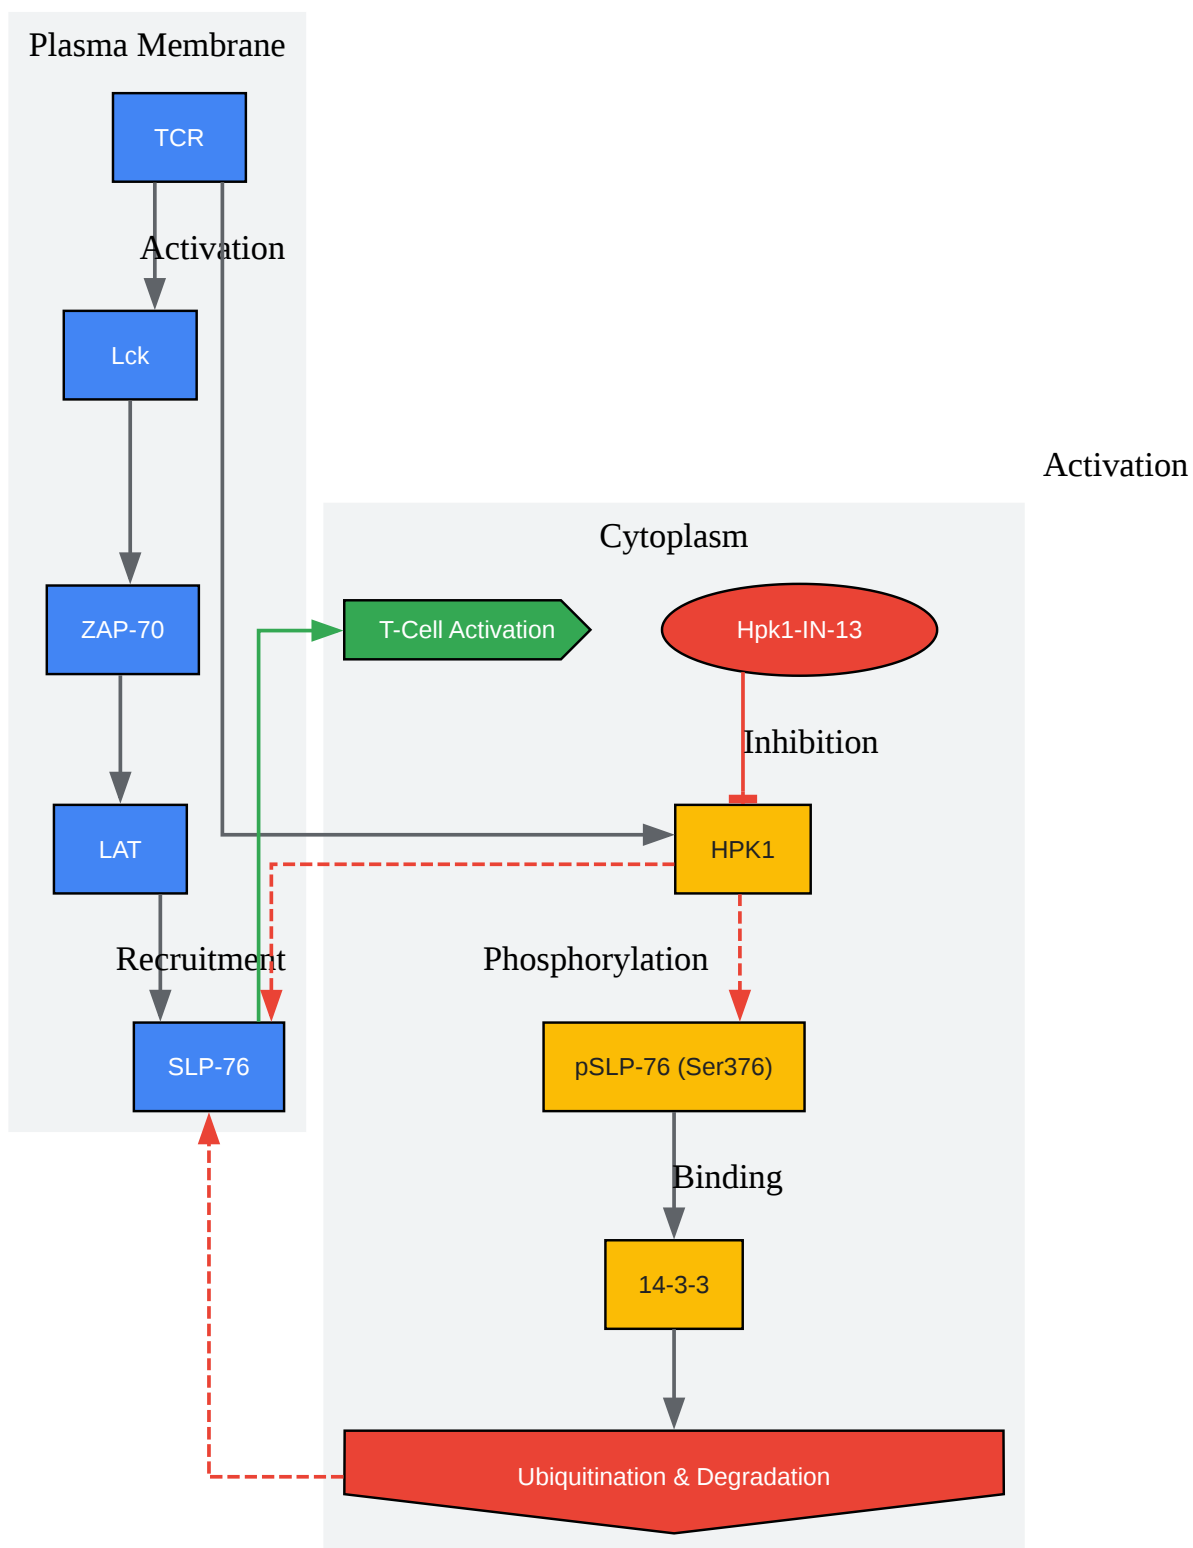 Plasma Membrane
TCR
Activation
Lck
Activation
Cytoplasm
ZAP-70
T-Cell Activation
Hpk1-IN-13
Inhibition
LAT
HPK1
Recruitment
Phosphorylation
SLP-76
pSLP-76 (Ser376)
Binding
14-3-3
Ubiquitination & Degradation